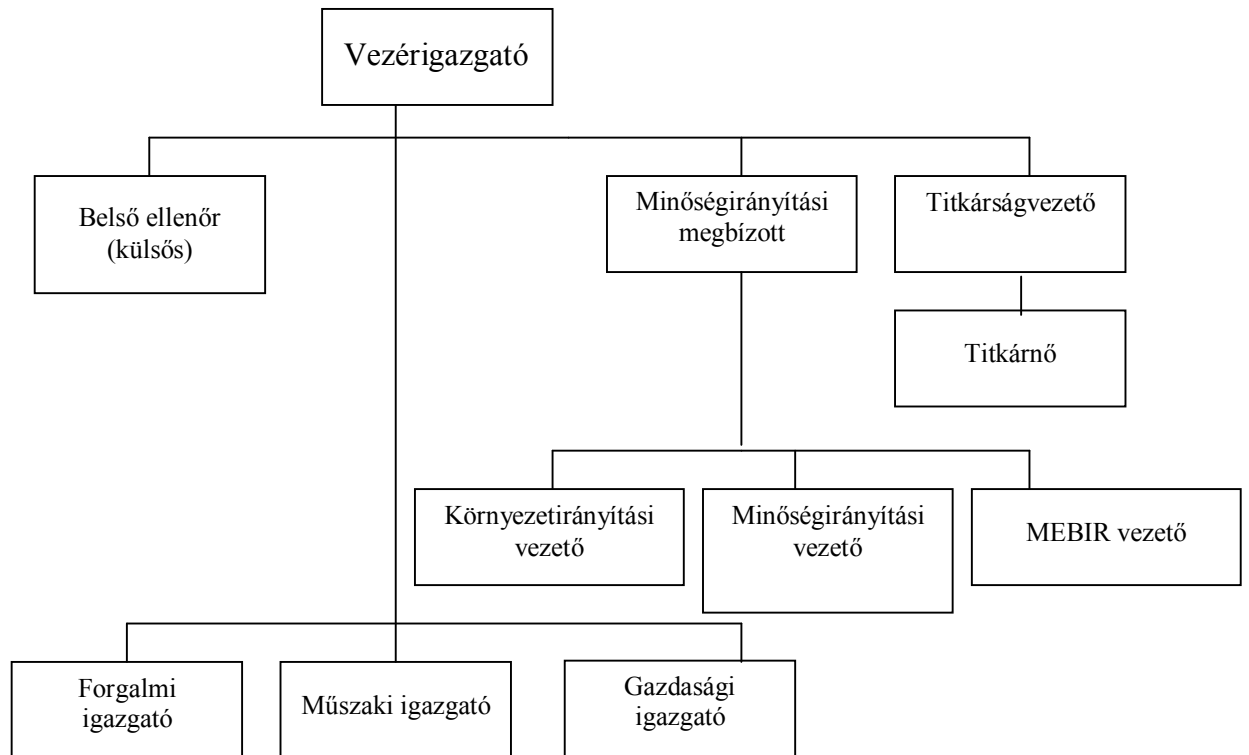 Vezérigazgató
Belső ellenőr
(külsős)
Minőségirányítási
megbízott
Titkárságvezető
Titkárnő
Környezetirányítási
vezető
Minőségirányítási
vezető
MEBIR vezető
Forgalmi
igazgató
Műszaki igazgató
Gazdasági
igazgató